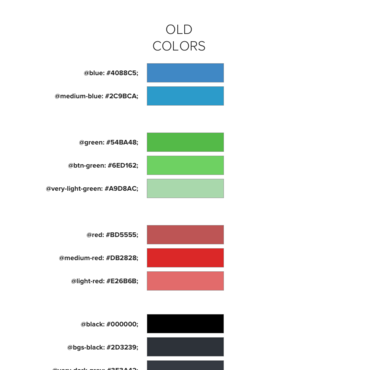 OLD
COLORS
@blue: #4088C5;
@medium-blue: #2C9BCA;
@green: #54BA48;
@btn-green: #6ED162;
@very-light-green: #A9D8AC;
@red: #BD5555;
@medium-red: #DB2828;
@light-red: #E26B6B;
@black: #000000;
@bgs-black: #2D3239;